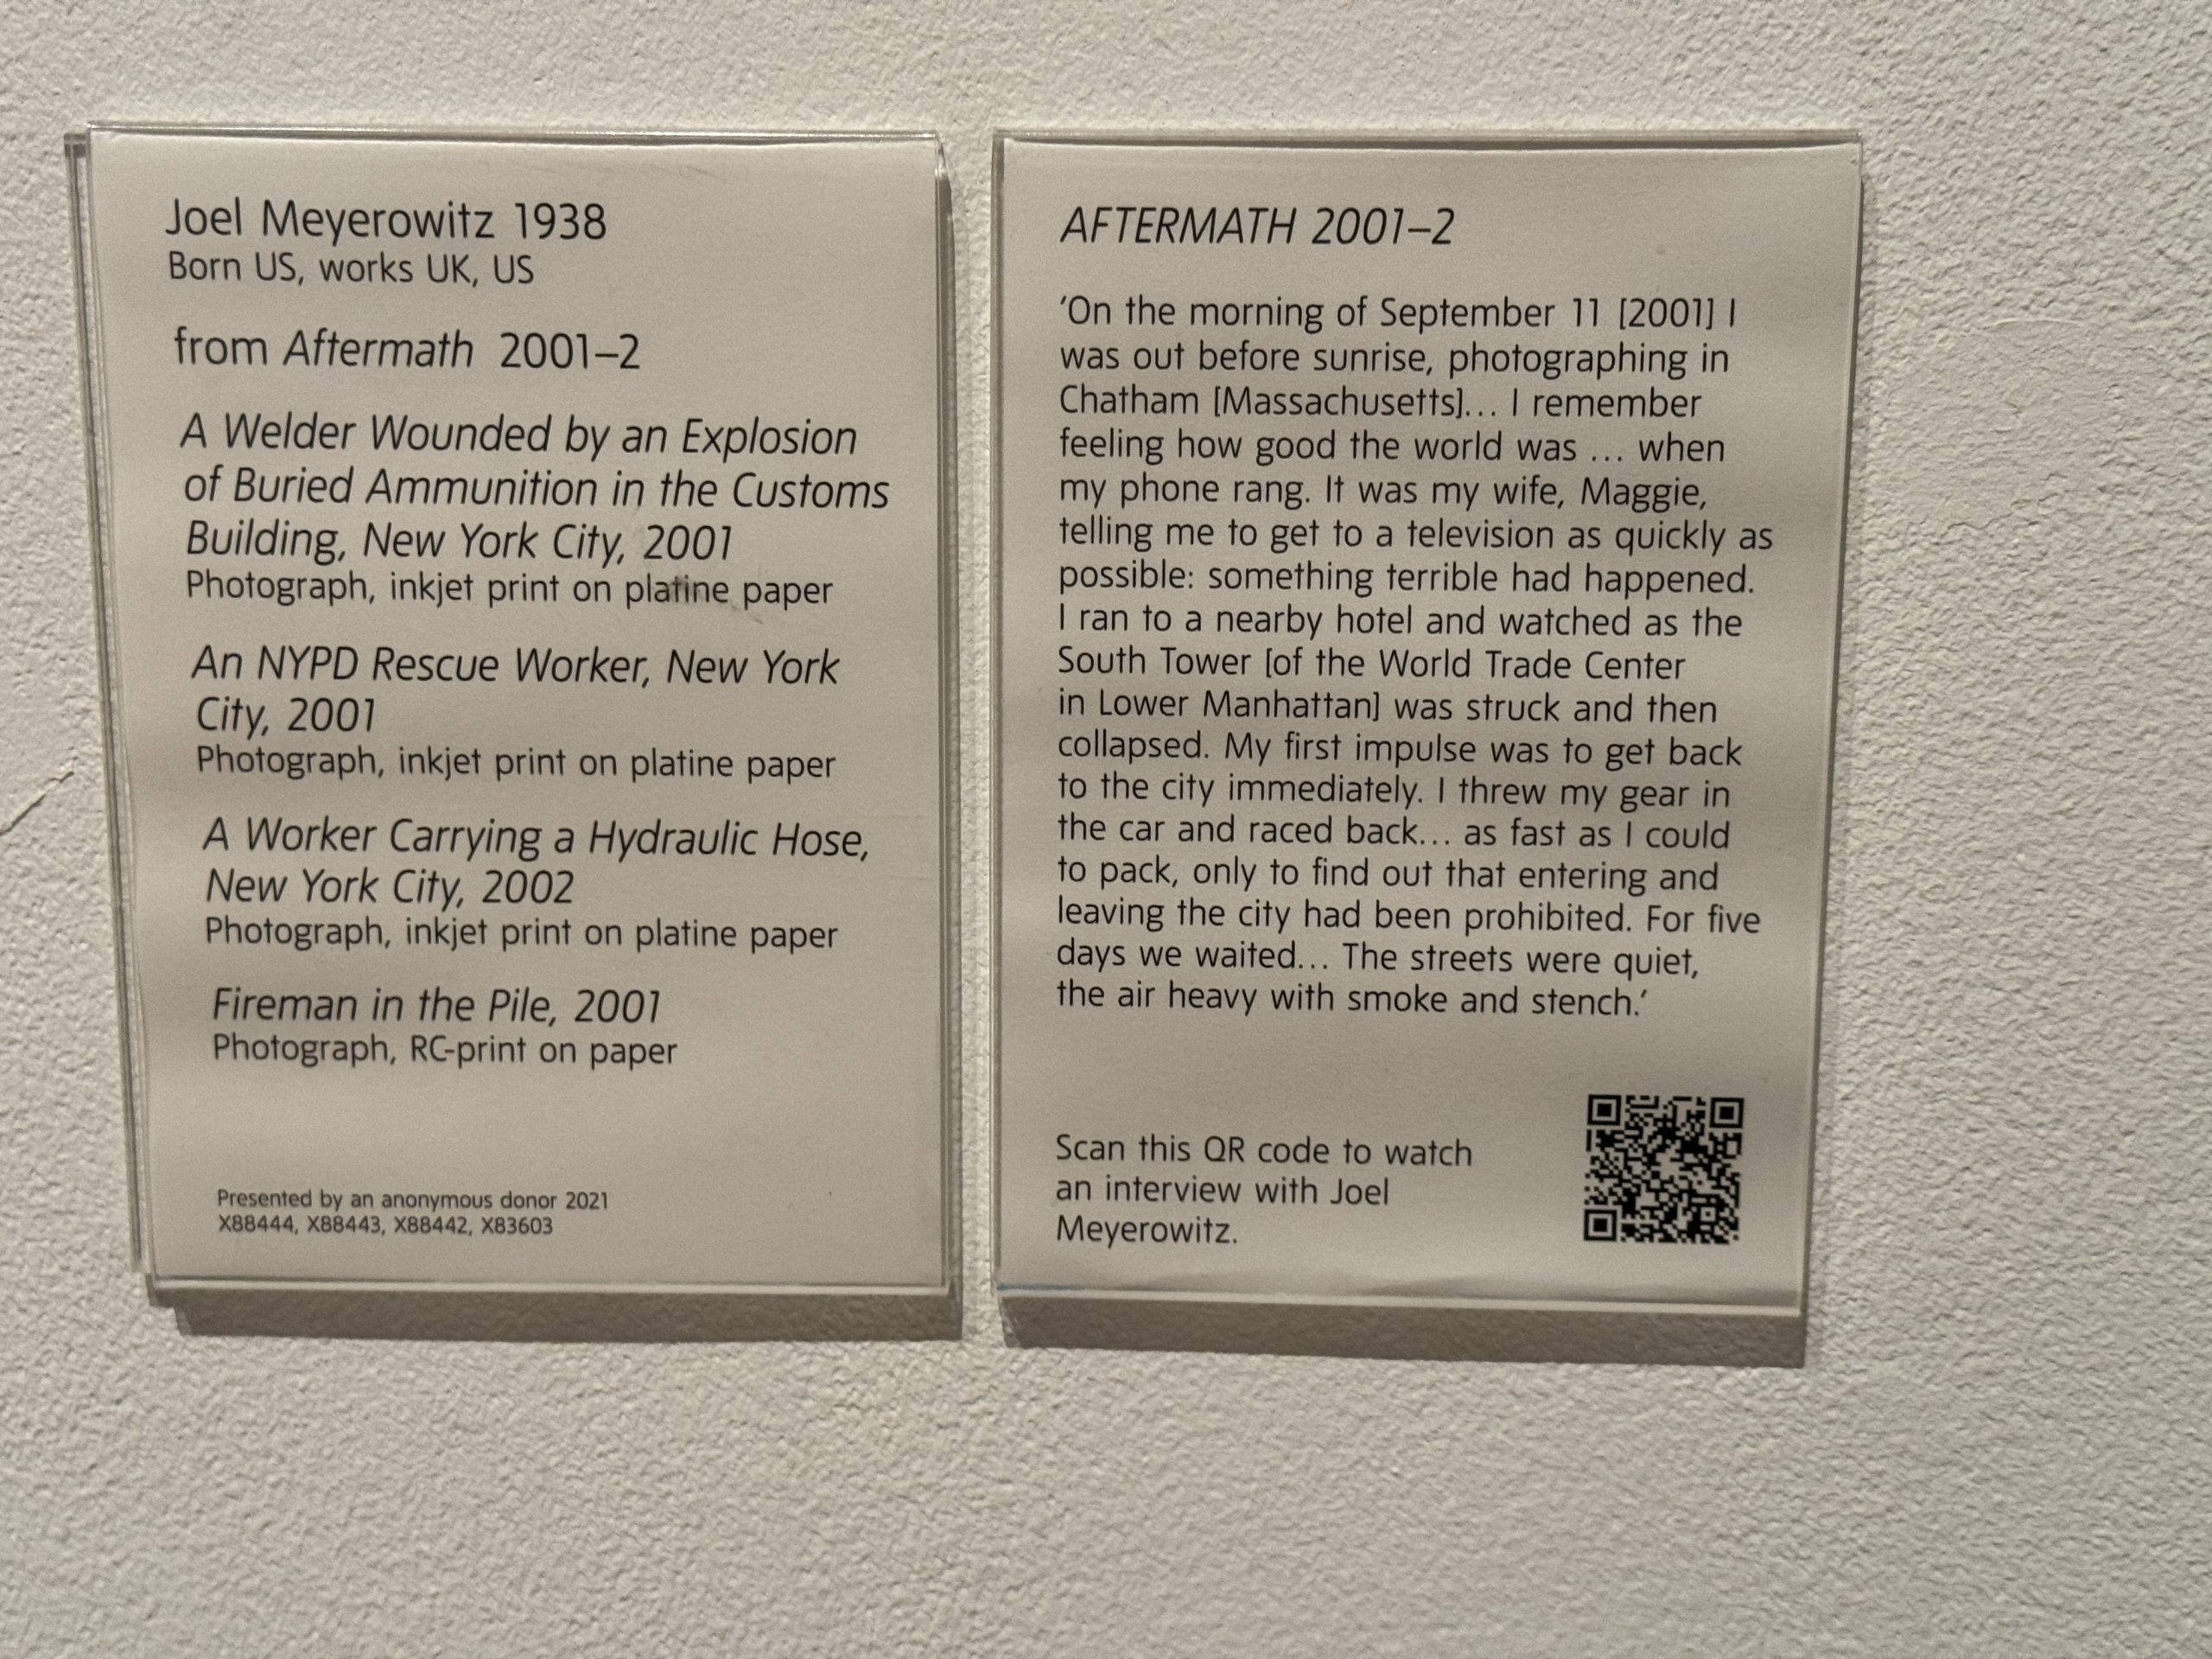 Joel Meyerowitz 1938
Born US, works UK, US
from Aftermath 2001–2
A Welder Wounded by an Explosion
of Buried Ammunition in the Customs
Building, New York City, 2001
Photograph, inkjet print on platine paper
An NYPD Rescue Worker, New York
City, 2001
Photograph, inkjet print on platine paper
A Worker Carrying a Hydraulic Hose,
New York City, 2002
Photograph, inkjet print on platine paper
Fireman in the Pile, 2001
Photograph, RC-print on paper
Presented by an anonymous donor 2021
X88444, X88443, X88442, X83603
AFTERMATH 2001–2
‘On the morning of September 11 [2001] I
was out before sunrise, photographing in
Chatham [Massachusetts]… I remember
feeling how good the world was … when
my phone rang. It was my wife, Maggie,
telling me to get to a television as quickly as
possible: something terrible had happened.
I ran to a nearby hotel and watched as the
South Tower [of the World Trade Center
in Lower Manhattan] was struck and then
collapsed. My first impulse was to get back
to the city immediately. I threw my gear in
the car and raced back… as fast as I could
to pack, only to find out that entering and
leaving the city had been prohibited. For five
days we waited… The streets were quiet,
the air heavy with smoke and stench.’
Scan this QR code to watch
an interview with Joel
Meyerowitz.